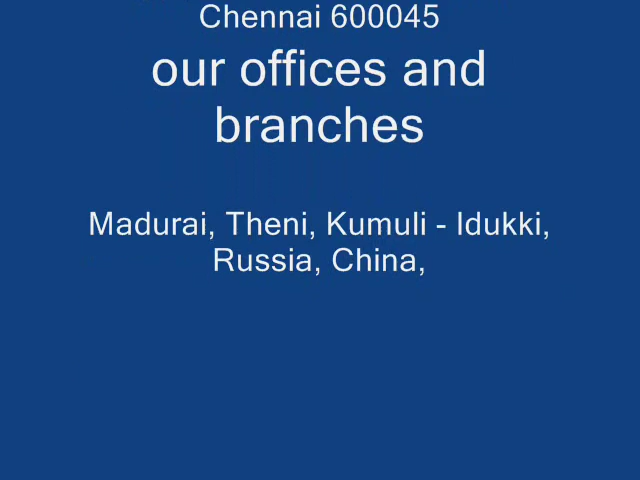 Chennai 600045
our offices and
branches
Madurai, Theni, Kumuli - Idukki,
Russia, China,